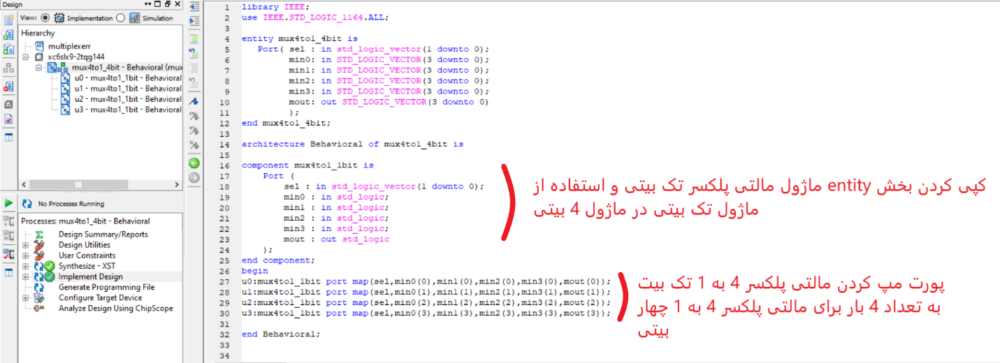 Design
View: Implementation Simulation
Hierarchy
multiplexerr
xc6slx9-2tqg144
mux4to1_4bit - Behavioral (mux
u0 - mux4to1_1bit - Behavioral
u1 - mux4to1_1bit - Behavioral
u2 - mux4to1_1bit - Behavioral
u3 - mux4to1_1bit - Behavioral
No Processes Running
Processes: mux4to1_4bit - Behavioral
Design Summary/Reports
Design Utilities
User Constraints
Synthesize - XST
Implement Design
Generate Programming File
Configure Target Device
Analyze Design Using ChipScope
1 library IEEE;
2 use IEEE.STD_LOGIC_1164.ALL;
3
4 entity mux4to1_4bit is
5 Port( sel : in std_logic_vector(1 downto 0);
6 min0: in STD_LOGIC_VECTOR(3 downto 0);
7 min1: in STD_LOGIC_VECTOR(3 downto 0);
8 min2: in STD_LOGIC_VECTOR(3 downto 0);
9 min3: in STD_LOGIC_VECTOR(3 downto 0);
10 mout: out STD_LOGIC_VECTOR(3 downto 0)
11 );
12 end mux4to1_4bit;
13
14 architecture Behavioral of mux4to1_4bit is
15
16 component mux4to1_1bit is
17 Port (
18 sel : in std_logic_vector(1 downto 0);
19 min0 : in std_logic;
20 min1 : in std_logic;
21 min2 : in std_logic;
22 min3 : in std_logic;
23 mout : out std_logic
24 );
25 end component;
26 begin
27 u0:mux4to1_1bit port map(sel,min0(0),min1(0),min2(0),min3(0),mout(0));
28 u1:mux4to1_1bit port map(sel,min0(1),min1(1),min2(1),min3(1),mout(1));
29 u2:mux4to1_1bit port map(sel,min0(2),min1(2),min2(2),min3(2),mout(2));
30 u3:mux4to1_1bit port map(sel,min0(3),min1(3),min2(3),min3(3),mout(3));
31
32 end Behavioral;
33
34
کپی کردن بخش entity ماژول مالتی پلکسر تک بیتی و استفاده از
ماژول تک بیتی در ماژول 4 بیتی
پورت مپ کردن مالتی پلکسر 4 به 1 تک بیت
به تعداد 4 بار برای مالتی پلکسر 4 به 1 چهار
بیتی